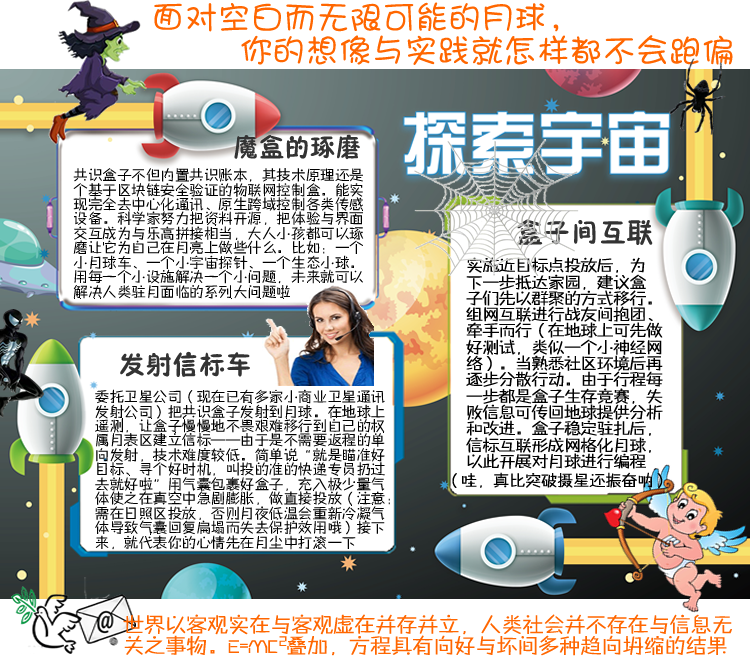 面对空白而无限可能的月球，
你的想像与实践就怎样都不会跑偏
探索宇宙
魔盒的琢磨
共识盒子不但内置共识账本，其技术原理还是
个基于区块链安全验证的物联网控制盒。能实
现完全去中心化通讯、原生跨域控制各类传感
设备。科学家努力把资料开源，把体验与界面
交互成为与乐高拼接相当，大人小孩都可以琢
磨让它为自己在月亮上做些什么。比如：一个
小月球车、一个小宇宙探针、一个生态小球。
用每一个小设施解决一个小问题，未来就可以
解决人类驻月面临的系列大问题啦
盒子间互联
实施近目标点投放后，为
下一步抵达家园，建议盒
子们先以群聚的方式移行。
组网互联进行战友间抱团、
牵手而行（在地球上可先做
好测试，类似一个小神经网
络）。当熟悉社区环境后再
逐步分散行动。由于行程每
一步都是盒子生存竞赛，失
败信息可传回地球提供分析
和改进。盒子稳定驻扎后，
信标互联形成网格化月球，
以此开展对月球进行编程
（哇，真比突破摄星还振奋哟）
发射信标车
委托卫星公司（现在已有多家小商业卫星通讯
发射公司）把共识盒子发射到月球。在地球上
遥测，让盒子慢慢地不畏艰难移行到自己的权
属月表区建立信标——由于是不需要返程的单
向发射，技术难度较低。简单说“就是瞄准好
目标、寻个好时机，叫投的准的快递专员扔过
去就好啦”用气囊包裹好盒子，充入极少量气
体使之在真空中急剧膨胀，做直接投放（注意：
需在日照区投放，否则月夜低温会重新冷凝气
体导致气囊回复扁塌而失去保护效用哦）接下
来，就代表你的心情先在月尘中打滚一下
@
世界以客观实在与客观虚在并存并立，人类社会并不存在与信息无
关之事物。E=MC²叠加，方程具有向好与坏间多种趋向坍缩的结果